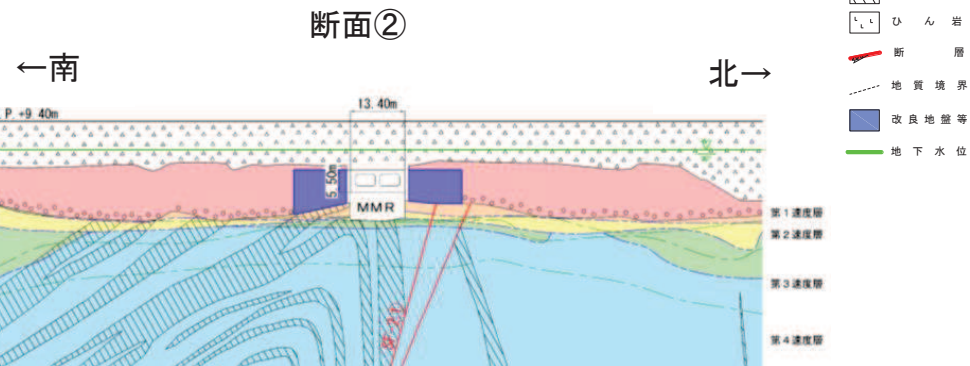 断面②
←南
北→
P.+9.40m
13.40m
5.50m
MMR
第1速度層
第2速度層
第3速度層
第4速度層
ひん岩
断層
地質境界
改良地盤等
地下水位